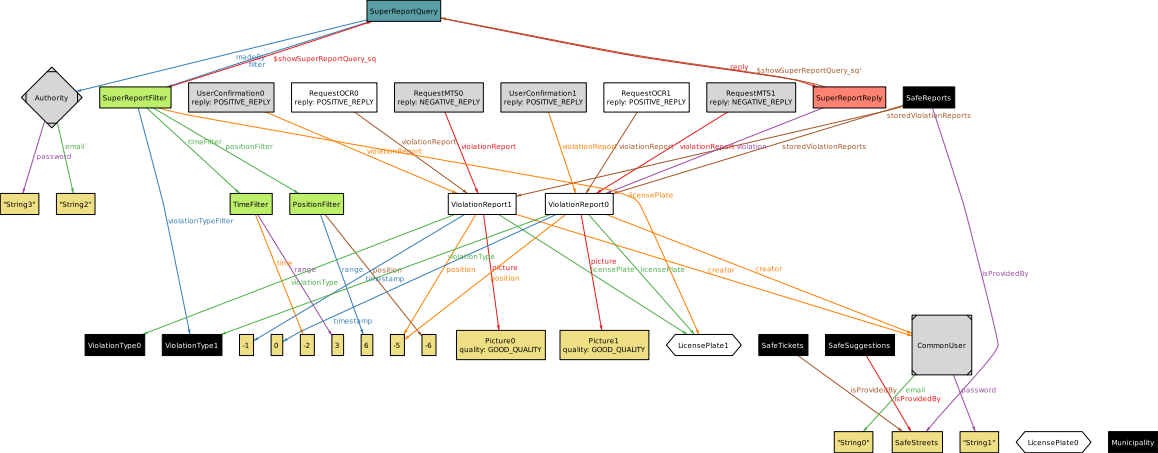 SuperReportQuery
madeBy
filter
$showSuperReportQuery_sq
reply
$showSuperReportQuery_sq'
Authority
SuperReportFilter
UserConfirmation0
reply: POSITIVE_REPLY
RequestOCR0
reply: POSITIVE_REPLY
RequestMTS0
reply: NEGATIVE_REPLY
UserConfirmation1
reply: POSITIVE_REPLY
RequestOCR1
reply: POSITIVE_REPLY
RequestMTS1
reply: NEGATIVE_REPLY
SuperReportReply
SafeReports
storedViolationReports
password
email
timeFilter
positionFilter
violationReport
violationReport
violationReport
violationReport
violationReport
violationReport
violation
storedViolationReports
licensePlate
"String3"
"String2"
TimeFilter
PositionFilter
ViolationReport1
ViolationReport0
violationTypeFilter
time
range
range
position
violationType
violationType
timestamp
timestamp
position
position
picture
picture
licensePlate
licensePlate
creator
creator
isProvidedBy
ViolationType0
ViolationType1
-1
0
-2
3
6
-5
-6
Picture0
quality: GOOD_QUALITY
Picture1
quality: GOOD_QUALITY
LicensePlate1
SafeTickets
SafeSuggestions
CommonUser
isProvidedBy
isProvidedBy
email
password
"String0"
SafeStreets
"String1"
LicensePlate0
Municipality